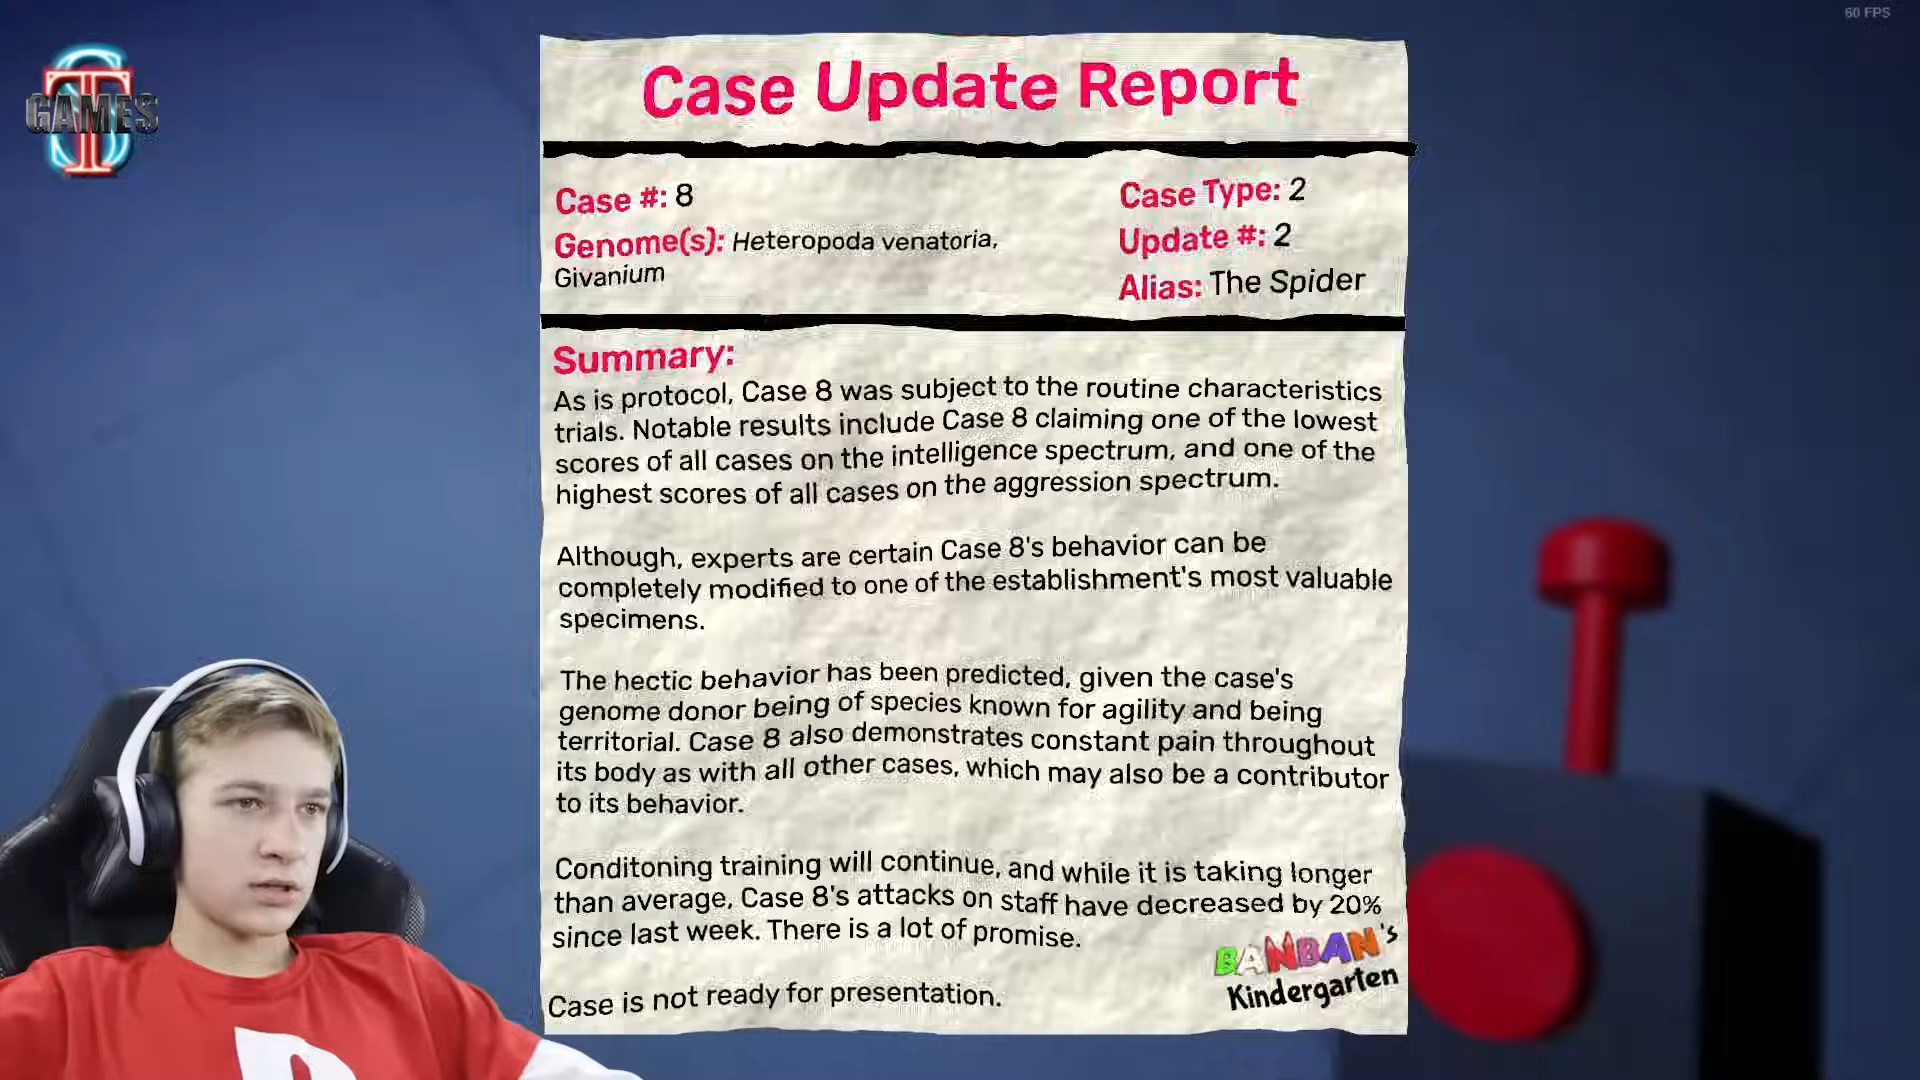 60 FPS
GAMES
Case Update Report
Case #: 8
Genome(s): Heteropoda venatoria,
Givanium
Case Type: 2
Update #: 2
Alias: The Spider
Summary:
As is protocol, Case 8 was subject to the routine characteristics
trials. Notable results include Case 8 claiming one of the lowest
scores of all cases on the intelligence spectrum, and one of the
highest scores of all cases on the aggression spectrum.
Although, experts are certain Case 8's behavior can be
completely modified to one of the establishment's most valuable
specimens.
The hectic behavior has been predicted, given the case's
genome donor being of species known for agility and being
territorial. Case 8 also demonstrates constant pain throughout
its body as with all other cases, which may also be a contributor
to its behavior.
Conditoning training will continue, and while it is taking longer
than average, Case 8's attacks on staff have decreased by 20%
since last week. There is a lot of promise.
Case is not ready for presentation.
BANBAN's
Kindergarten